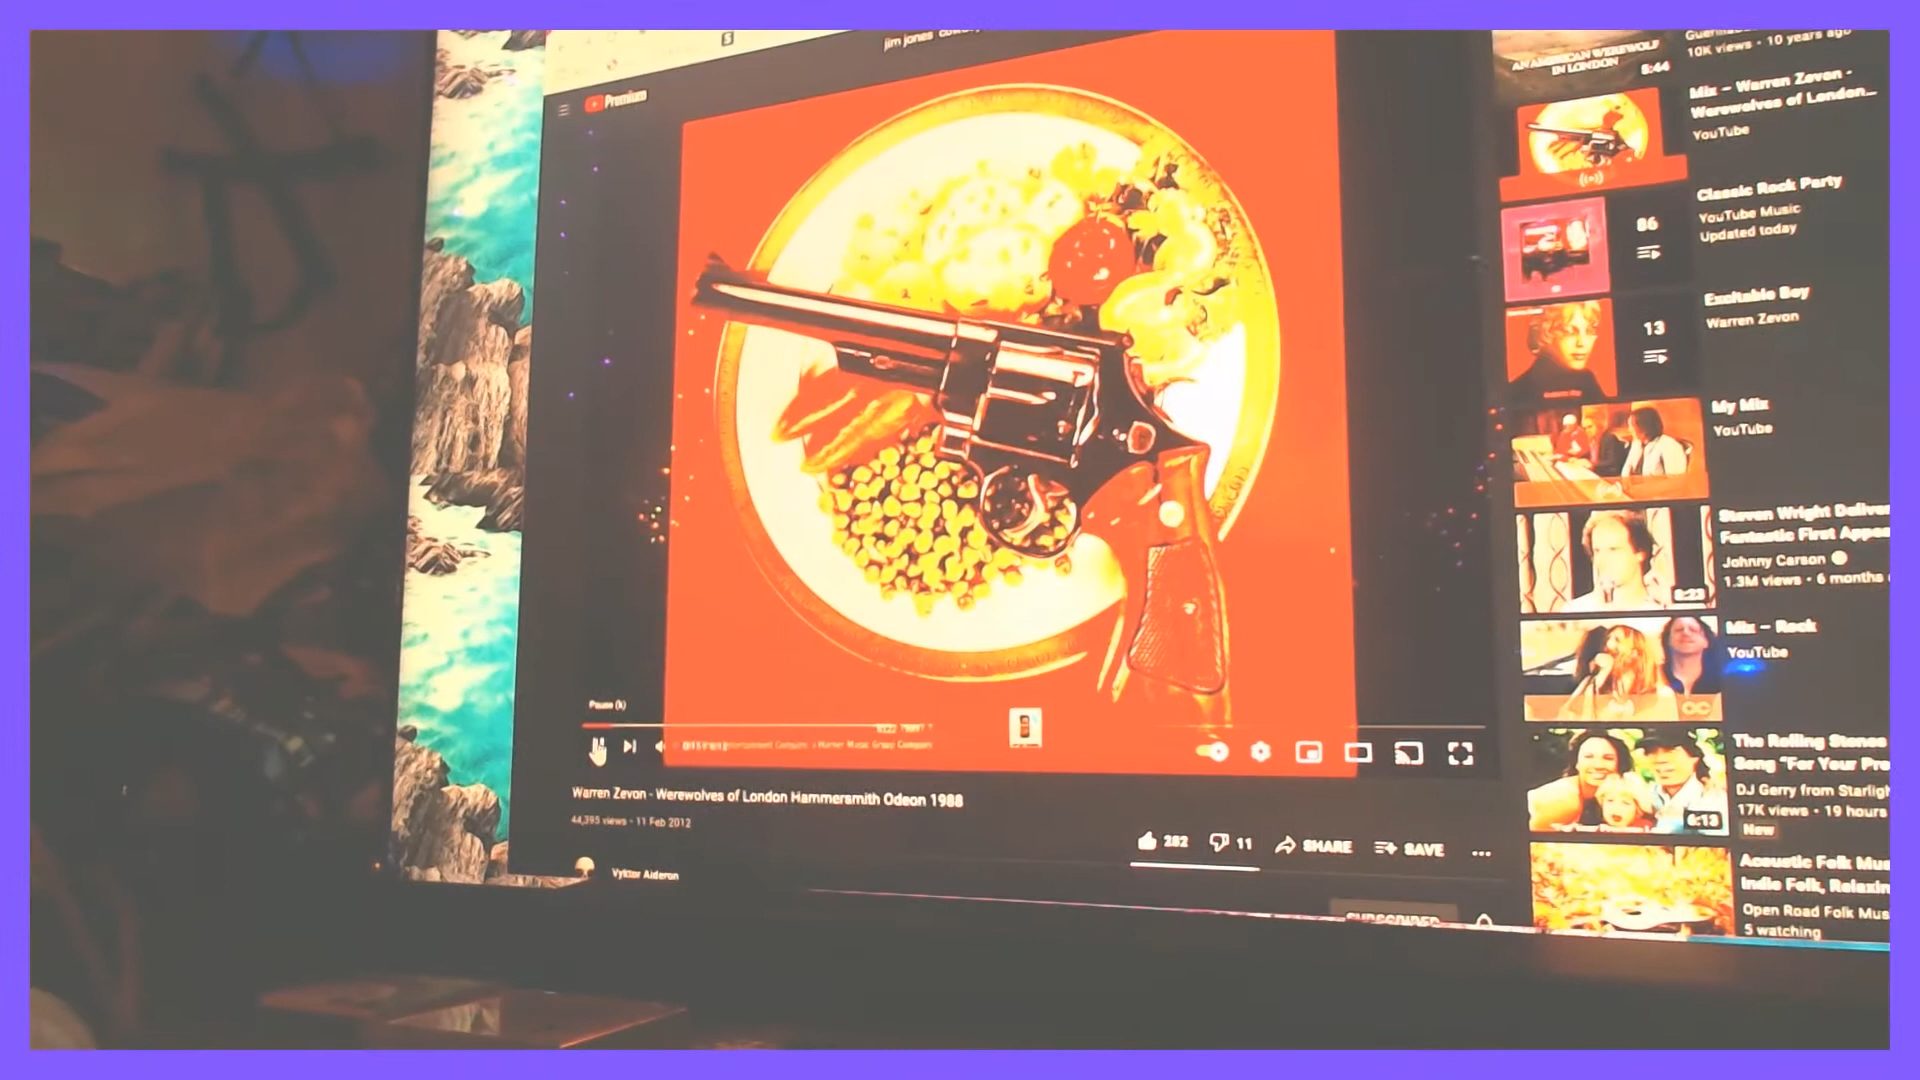 S
jim jones
Premium
Pause (k)
Warren Zevon - Werewolves of London Hammersmith Odeon 1988
44,395 views • 11 Feb 2012
282
11
SHARE
SAVE
Vyktor Aideron
SUBSCRIBED
AN AMERICAN WEREWOLF
IN LONDON
5:44
10K views • 10 years ago
Mix – Warren Zevon -
Werewolves of London...
YouTube
86
Classic Rock Party
YouTube Music
Updated today
13
Excitable Boy
Warren Zevon
My Mix
YouTube
8:23
Steven Wright Deliver
Fantastic First Appea
Johnny Carson
1.3M views • 6 months
Mix – Rock
YouTube
6:13
The Rolling Stones
Song "For Your Pre
DJ Gerry from Starligh
17K views • 19 hours
New
Acoustic Folk Mus
Indie Folk, Relaxin
Open Road Folk Mus
5 watching